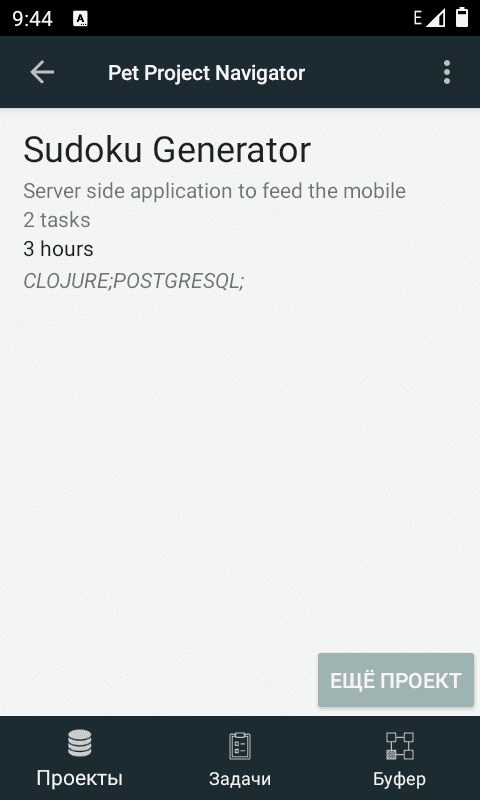 9:44
A
E
Pet Project Navigator
Sudoku Generator
Server side application to feed the mobile
2 tasks
3 hours
CLOJURE;POSTGRESQL;
ЕЩЁ ПРОЕКТ
Проекты
Задачи
Буфер